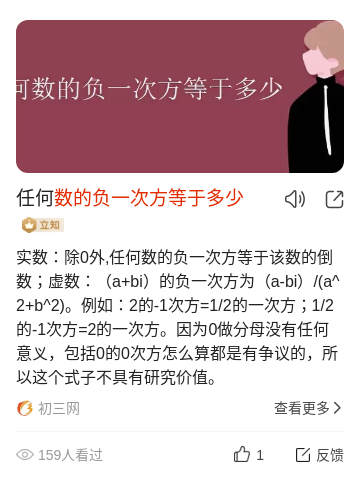 何数的负一次方等于多少
任何数的负一次方等于多少
立知
实数：除0外,任何数的负一次方等于该数的倒
数；虚数：（a+bi）的负一次方为（a-bi）/(a^
2+b^2)。例如：2的-1次方=1/2的一次方；1/2
的-1次方=2的一次方。因为0做分母没有任何
意义，包括0的0次方怎么算都是有争议的，所
以这个式子不具有研究价值。
初三网
查看更多
159人看过
1
反馈